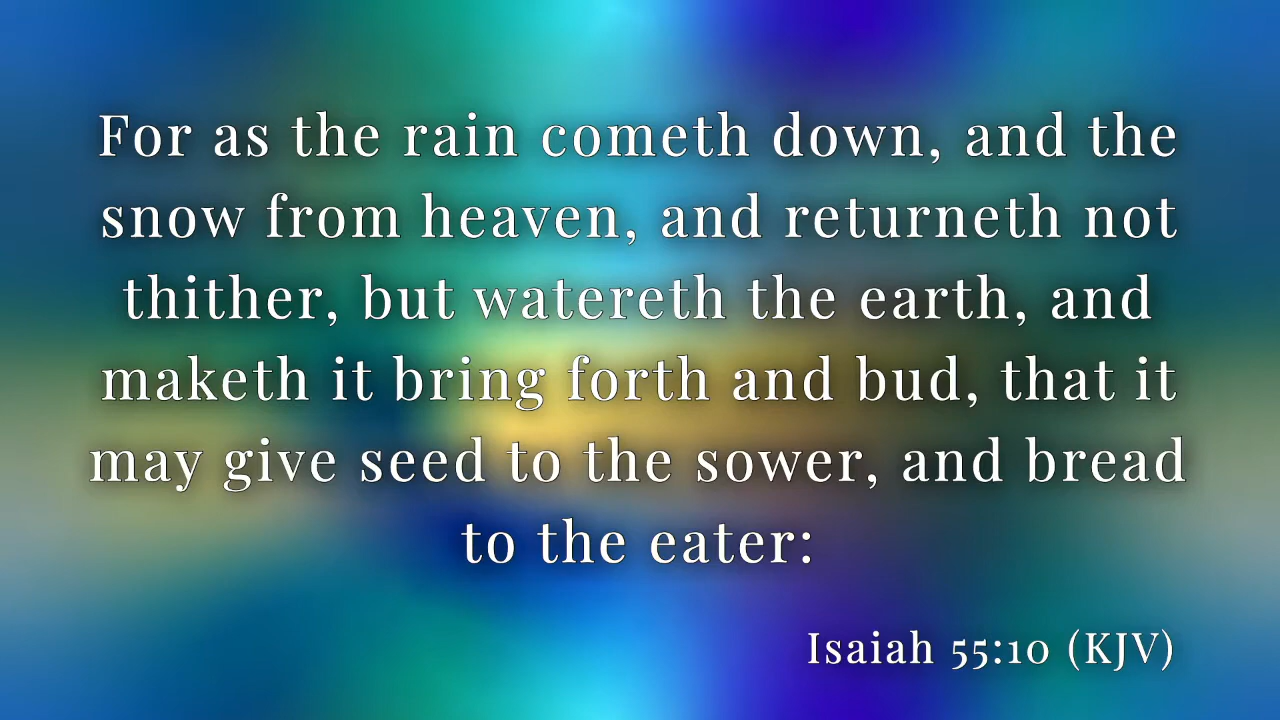 For as the rain cometh down, and the
snow from heaven, and returneth not
thither, but watereth the earth, and
maketh it bring forth and bud, that it
may give seed to the sower, and bread
to the eater:
Isaiah 55:10 (KJV)